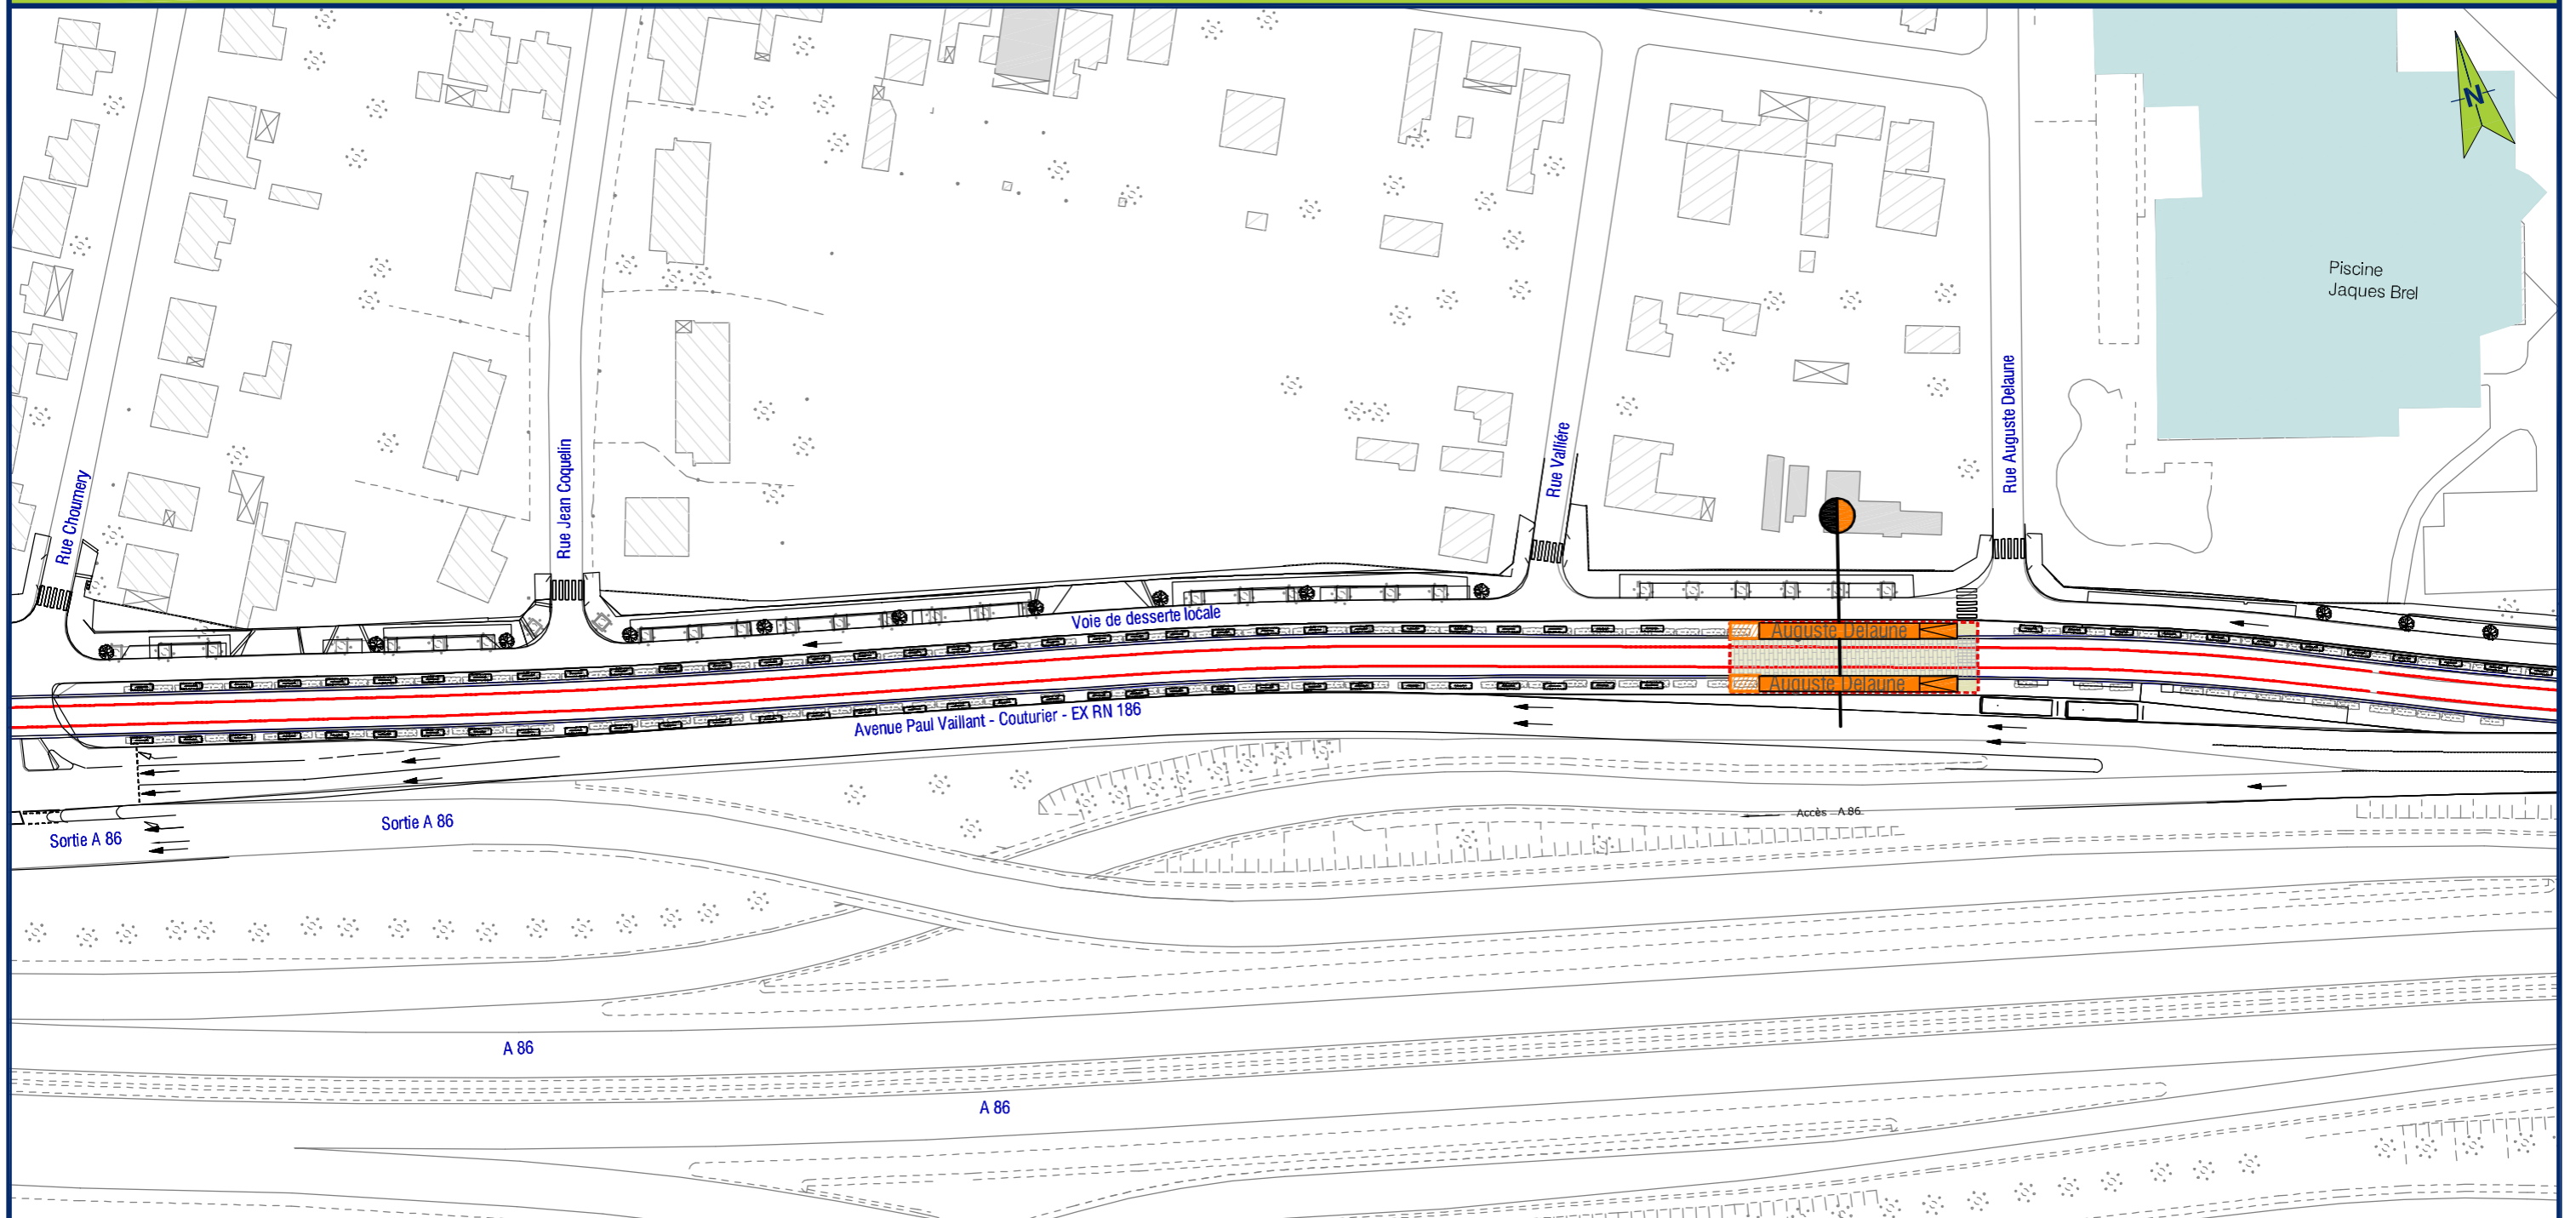 N
Piscine
Jaques Brel
Rue Choumery
Rue Jean Coquelin
Rue Valliére
Rue Auguste Delaune
Voie de desserte locale
Auguste Delaune
Auguste Delaune
Avenue Paul Vaillant - Couturier - EX RN 186
Accès A 86
Sortie A 86
Sortie A 86
A 86
A 86